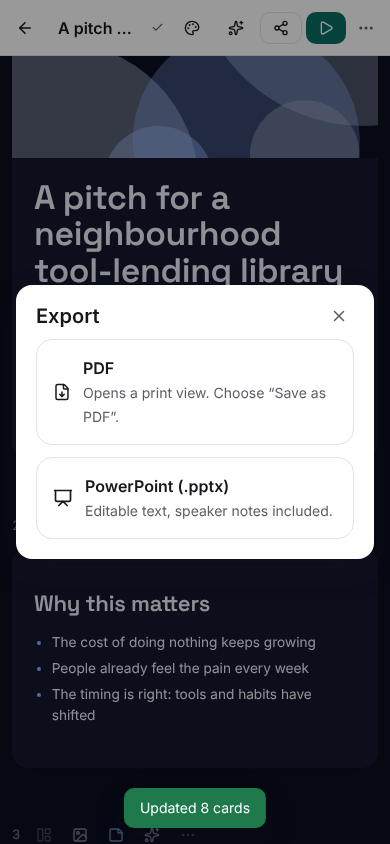 A pitch ...
A pitch for a
neighbourhood
tool-lending library
Export
PDF
Opens a print view. Choose “Save as
PDF”.
PowerPoint (.pptx)
Editable text, speaker notes included.
Why this matters
• The cost of doing nothing keeps growing
• People already feel the pain every week
• The timing is right: tools and habits have
shifted
Updated 8 cards
3